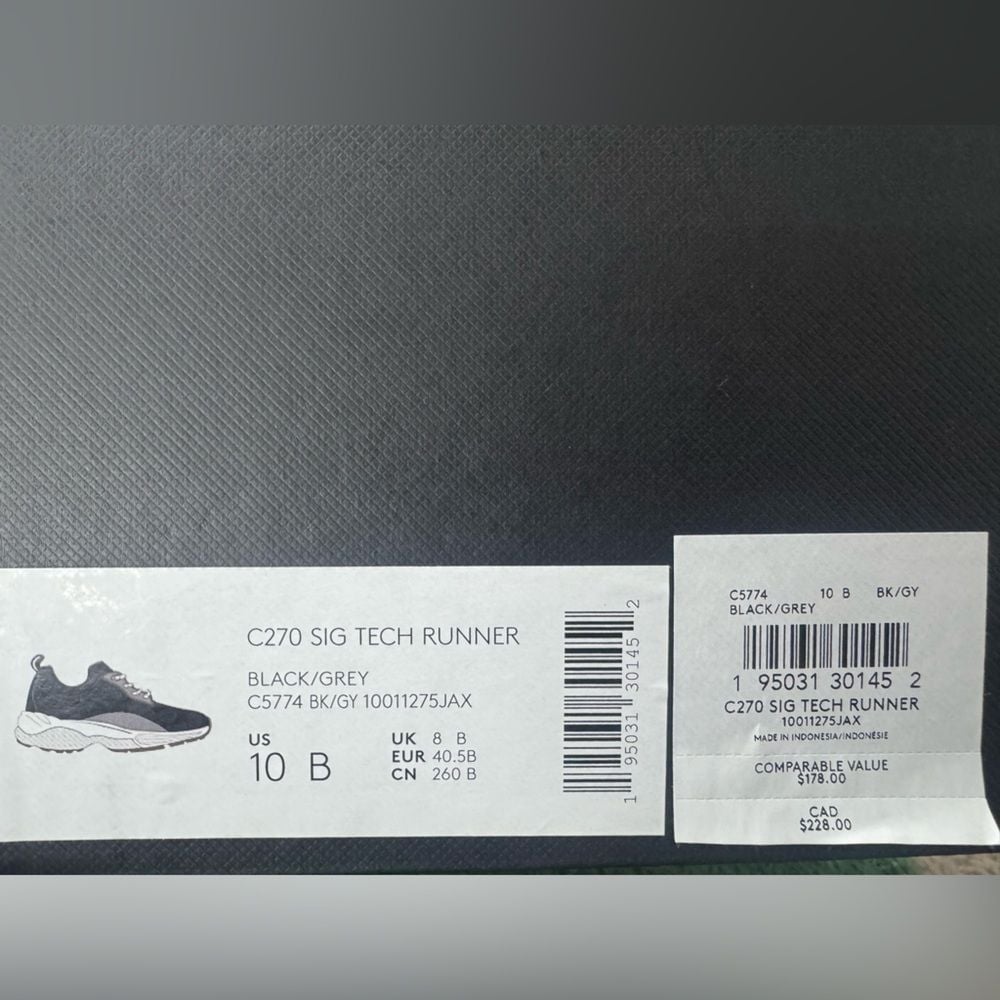 C270 SIG TECH RUNNER
BLACK/GREY
C5774 BK/GY 10011275JAX
US
10 B
UK 8 B
EUR 40.5B
CN 260 B
1 95031 30145 2
C5774 10 B BK/GY
BLACK/GREY
1 95031 30145 2
C270 SIG TECH RUNNER
10011275JAX
MADE IN INDONESIA/INDONÉSIE
COMPARABLE VALUE
$178.00
CAD
$228.00